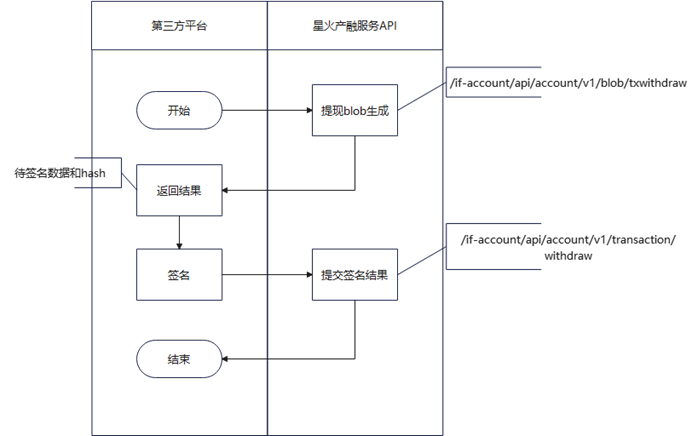 第三方平台
星火产融服务API
开始
提现blob生成
/if-account/api/account/v1/blob/txwithdraw
待签名数据和hash
返回结果
签名
提交签名结果
/if-account/api/account/v1/transaction/
withdraw
结束